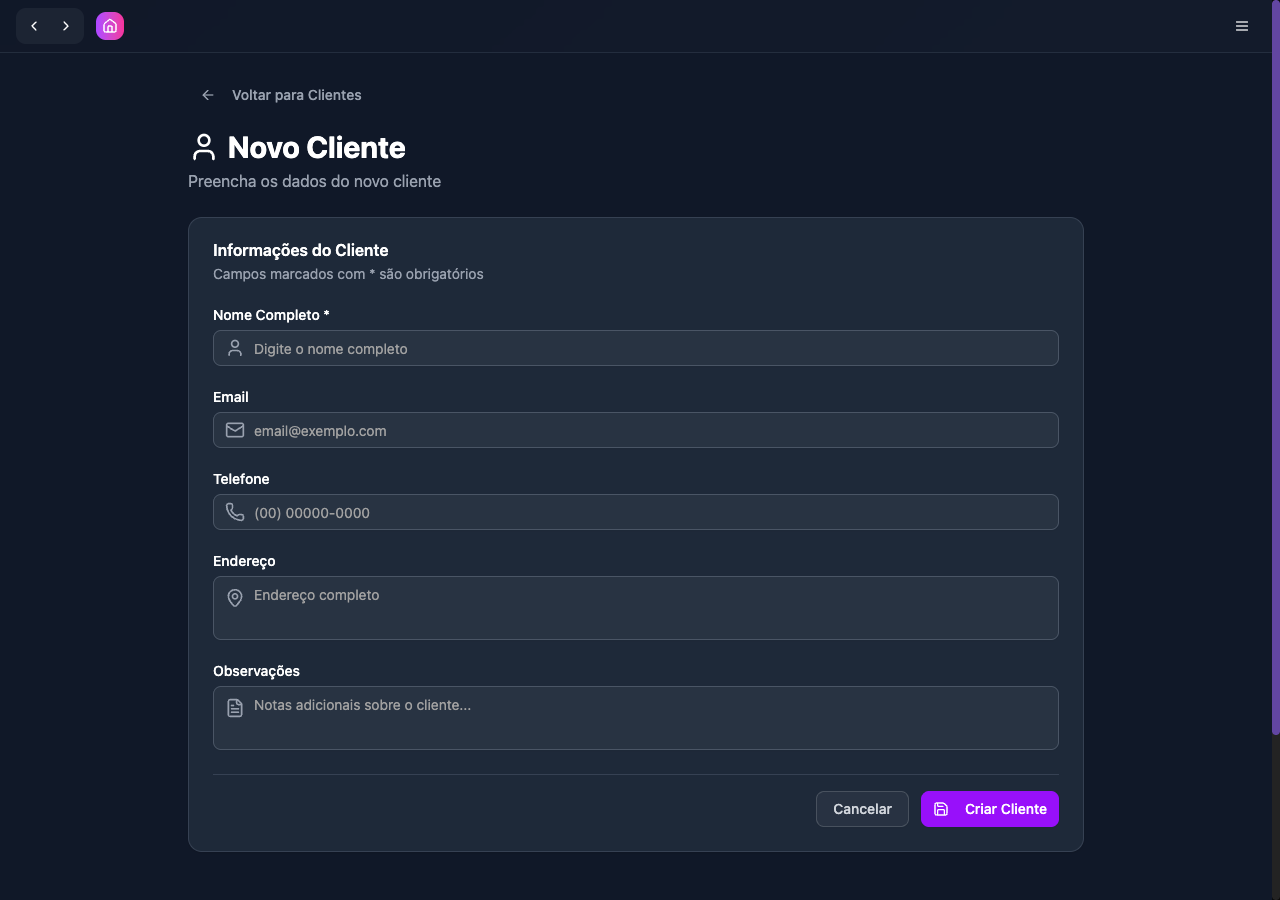 Voltar para Clientes
Novo Cliente
Preencha os dados do novo cliente
Informações do Cliente
Campos marcados com * são obrigatórios
Nome Completo *
Digite o nome completo
Email
email@exemplo.com
Telefone
(00) 00000-0000
Endereço
Endereço completo
Observações
Notas adicionais sobre o cliente...
Cancelar
Criar Cliente